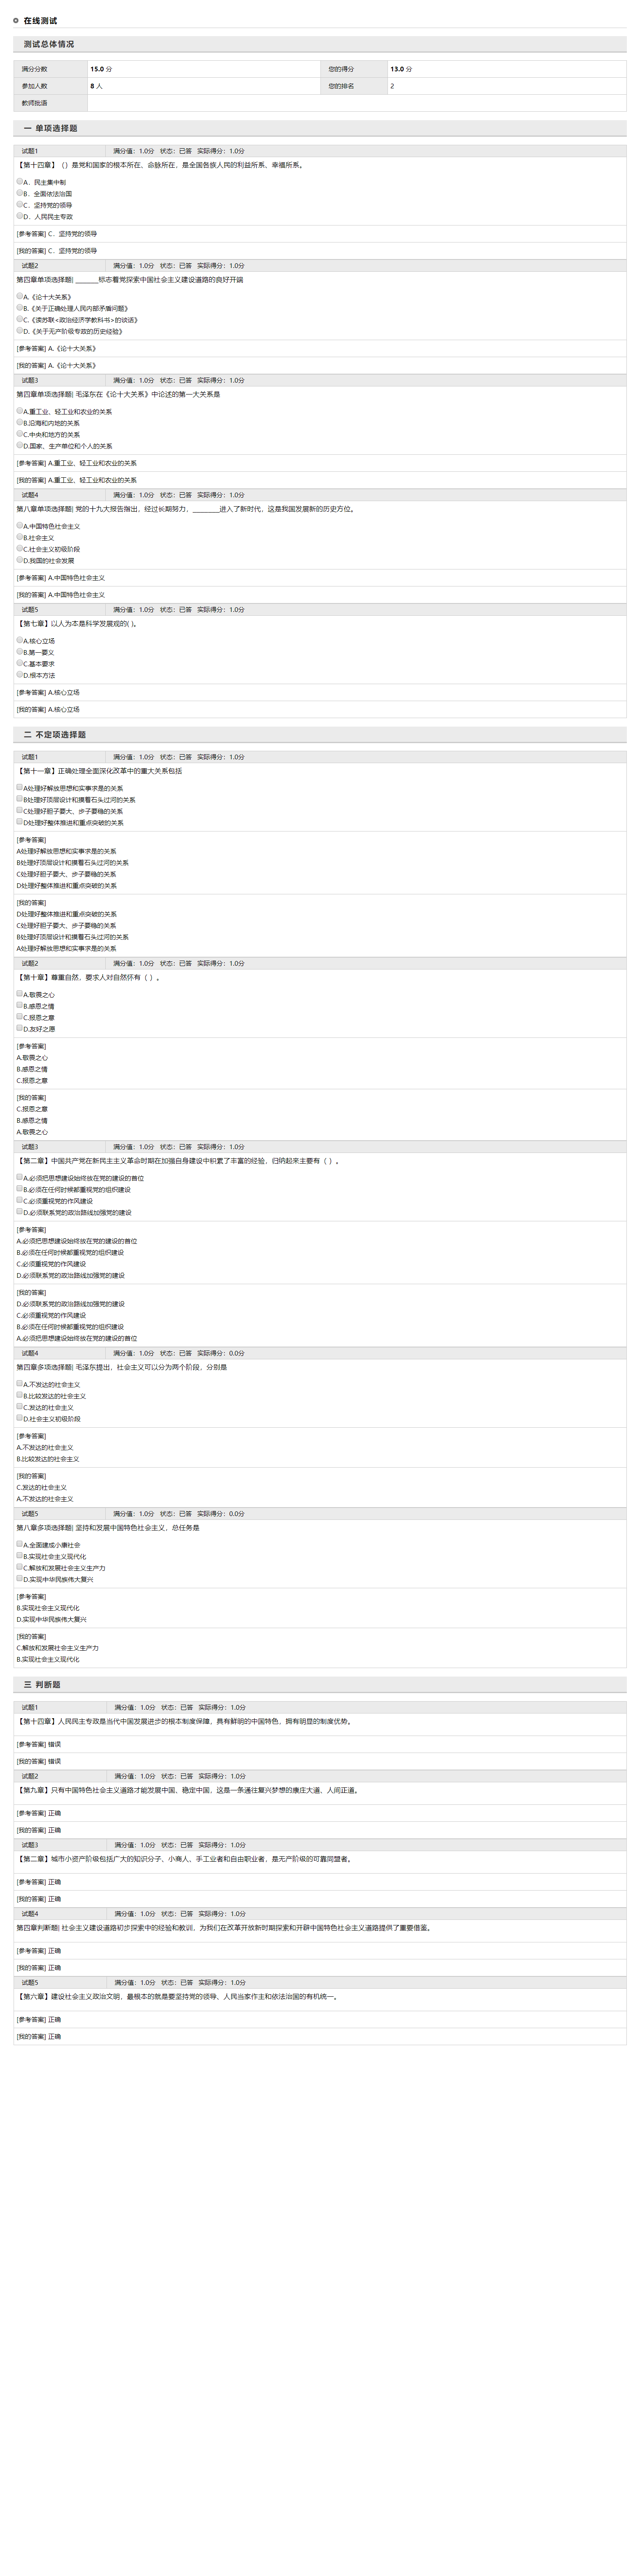 在线测试
测试总体情况
满分分数 15.0 分 您的得分 13.0 分
参加人数 8 人 您的排名 2
教师批语
一 单项选择题
试题1 满分值：1.0分 状态：已答 实际得分：1.0分
【第十四章】（）是党和国家的根本所在、命脉所在，是全国各族人民的利益所系、幸福所系。
A．民主集中制
B．全面依法治国
C．坚持党的领导
D．人民民主专政
[参考答案] C．坚持党的领导
[我的答案] C．坚持党的领导
试题2 满分值：1.0分 状态：已答 实际得分：1.0分
第四章单项选择题| ______标志着党探索中国社会主义建设道路的良好开端
A.《论十大关系》
B.《关于正确处理人民内部矛盾问题》
C.《读苏联<政治经济学教科书>的谈话》
D.《关于无产阶级专政的历史经验》
[参考答案] A.《论十大关系》
[我的答案] A.《论十大关系》
试题3 满分值：1.0分 状态：已答 实际得分：1.0分
第四章单项选择题| 毛泽东在《论十大关系》中论述的第一大关系是
A.重工业、轻工业和农业的关系
B.沿海和内地的关系
C.中央和地方的关系
D.国家、生产单位和个人的关系
[参考答案] A.重工业、轻工业和农业的关系
[我的答案] A.重工业、轻工业和农业的关系
试题4 满分值：1.0分 状态：已答 实际得分：1.0分
第八章单项选择题| 党的十九大报告指出，经过长期努力，_______进入了新时代，这是我国发展新的历史方位。
A.中国特色社会主义
B.社会主义
C.社会主义初级阶段
D.我国的社会发展
[参考答案] A.中国特色社会主义
[我的答案] A.中国特色社会主义
试题5 满分值：1.0分 状态：已答 实际得分：1.0分
【第七章】以人为本是科学发展观的( )。
A.核心立场
B.第一要义
C.基本要求
D.根本方法
[参考答案] A.核心立场
[我的答案] A.核心立场
二 不定项选择题
试题1 满分值：1.0分 状态：已答 实际得分：1.0分
【第十一章】正确处理全面深化改革中的重大关系包括
A处理好解放思想和实事求是的关系
B处理好顶层设计和摸着石头过河的关系
C处理好胆子要大、步子要稳的关系
D处理好整体推进和重点突破的关系
[参考答案]
A处理好解放思想和实事求是的关系
B处理好顶层设计和摸着石头过河的关系
C处理好胆子要大、步子要稳的关系
D处理好整体推进和重点突破的关系
[我的答案]
D处理好整体推进和重点突破的关系
C处理好胆子要大、步子要稳的关系
B处理好顶层设计和摸着石头过河的关系
A处理好解放思想和实事求是的关系
试题2 满分值：1.0分 状态：已答 实际得分：1.0分
【第十章】尊重自然，要求人对自然怀有（ ）。
A.敬畏之心
B.感恩之情
C.报恩之意
D.友好之愿
[参考答案]
A.敬畏之心
B.感恩之情
C.报恩之意
[我的答案]
C.报恩之意
B.感恩之情
A.敬畏之心
试题3 满分值：1.0分 状态：已答 实际得分：1.0分
【第二章】中国共产党在新民主主义革命时期在加强自身建设中积累了丰富的经验，归纳起来主要有（ ）。
A.必须把思想建设始终放在党的建设的首位
B.必须在任何时候都重视党的组织建设
C.必须重视党的作风建设
D.必须联系党的政治路线加强党的建设
[参考答案]
A.必须把思想建设始终放在党的建设的首位
B.必须在任何时候都重视党的组织建设
C.必须重视党的作风建设
D.必须联系党的政治路线加强党的建设
[我的答案]
D.必须联系党的政治路线加强党的建设
C.必须重视党的作风建设
B.必须在任何时候都重视党的组织建设
A.必须把思想建设始终放在党的建设的首位
试题4 满分值：1.0分 状态：已答 实际得分：0.0分
第四章多项选择题| 毛泽东提出，社会主义可以分为两个阶段，分别是
A.不发达的社会主义
B.比较发达的社会主义
C.发达的社会主义
D.社会主义初级阶段
[参考答案]
A.不发达的社会主义
B.比较发达的社会主义
[我的答案]
C.发达的社会主义
A.不发达的社会主义
试题5 满分值：1.0分 状态：已答 实际得分：0.0分
第八章多项选择题| 坚持和发展中国特色社会主义，总任务是
A.全面建成小康社会
B.实现社会主义现代化
C.解放和发展社会主义生产力
D.实现中华民族伟大复兴
[参考答案]
B.实现社会主义现代化
D.实现中华民族伟大复兴
[我的答案]
C.解放和发展社会主义生产力
B.实现社会主义现代化
三 判断题
试题1 满分值：1.0分 状态：已答 实际得分：1.0分
【第十四章】人民民主专政是当代中国发展进步的根本制度保障，具有鲜明的中国特色，拥有明显的制度优势。
[参考答案] 错误
[我的答案] 错误
试题2 满分值：1.0分 状态：已答 实际得分：1.0分
【第九章】只有中国特色社会主义道路才能发展中国、稳定中国，这是一条通往复兴梦想的康庄大道、人间正道。
[参考答案] 正确
[我的答案] 正确
试题3 满分值：1.0分 状态：已答 实际得分：1.0分
【第二章】城市小资产阶级包括广大的知识分子、小商人、手工业者和自由职业者，是无产阶级的可靠同盟者。
[参考答案] 正确
[我的答案] 正确
试题4 满分值：1.0分 状态：已答 实际得分：1.0分
第四章判断题| 社会主义建设道路初步探索中的经验和教训，为我们在改革开放新时期探索和开辟中国特色社会主义道路提供了重要借鉴。
[参考答案] 正确
[我的答案] 正确
试题5 满分值：1.0分 状态：已答 实际得分：1.0分
【第六章】建设社会主义政治文明，最根本的就是要坚持党的领导、人民当家作主和依法治国的有机统一。
[参考答案] 正确
[我的答案] 正确